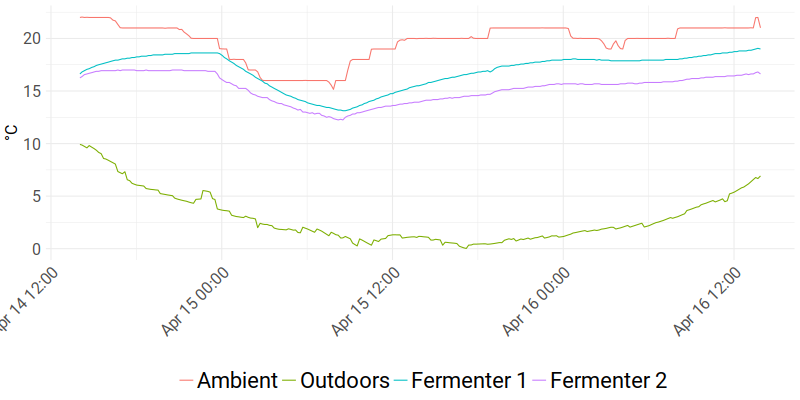 °C
20
15
10
5
0
pr 14 12:00
Apr 15 00:00
Apr 15 12:00
Apr 16 00:00
Apr 16 12:00
Ambient Outdoors Fermenter 1 Fermenter 2